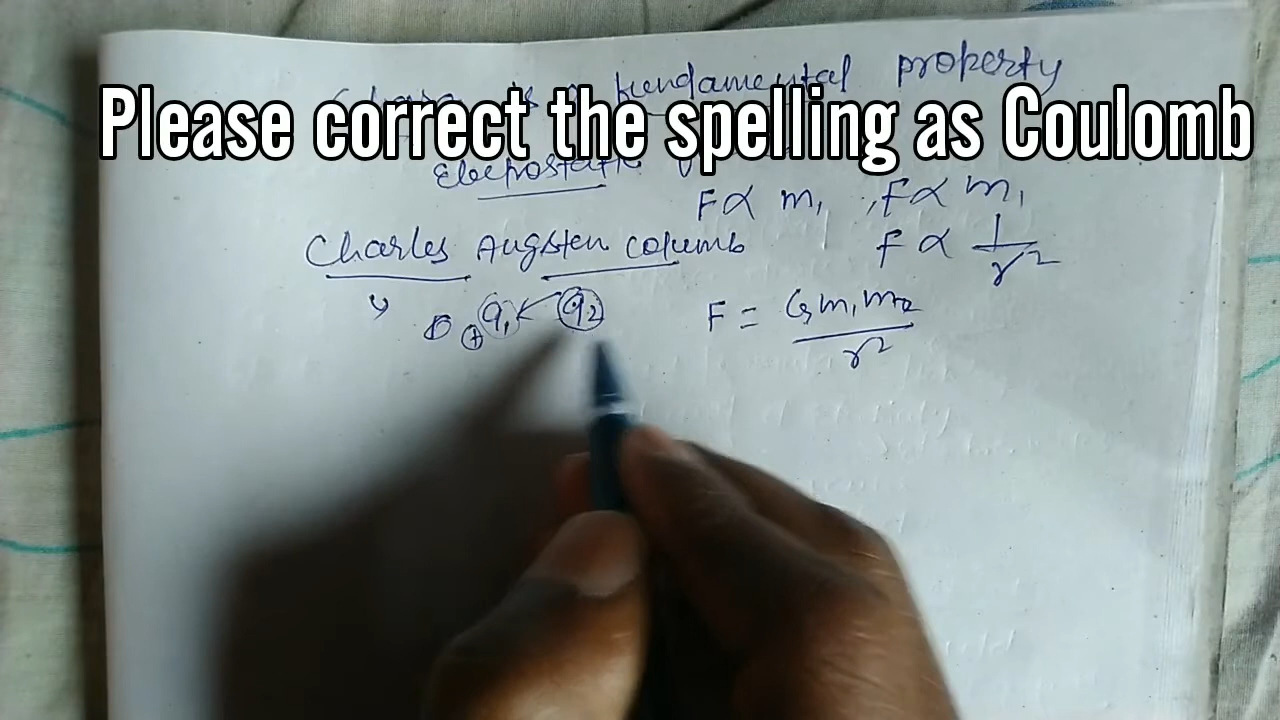 is a fundamental property
Please correct the spelling as Coulomb
Electrostatic
F∝ m₁ , F∝ m₁
Charles Augsten columb F ∝ 1/r²
q₁ q₂ F = Gm₁m₂/r²
+